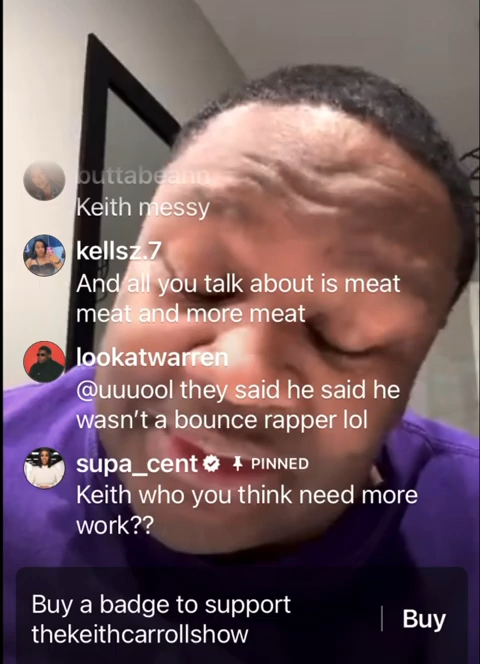 buttabeann
Keith messy
kellsz.7
And all you talk about is meat
meat and more meat
lookatwarren
@uuuool they said he said he
wasn't a bounce rapper lol
supa_cent PINNED
Keith who you think need more
work??
Buy a badge to support
thekeithcarrollshow
Buy